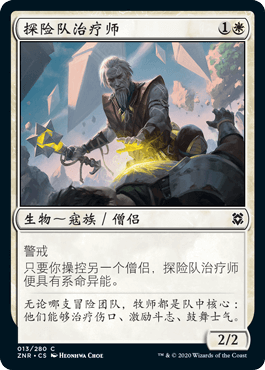 探险队治疗师 1
生物～寇族／僧侣
警戒
只要你操控另一个僧侣，探险队治疗师
便具有系命异能。
无论哪支冒险团队，牧师都是队中核心：
他们能够治疗伤口、激励斗志、鼓舞士气。
2/2
013/280 C
ZNR • CS HEONHWA CHOE
™ & © 2020 Wizards of the Coast